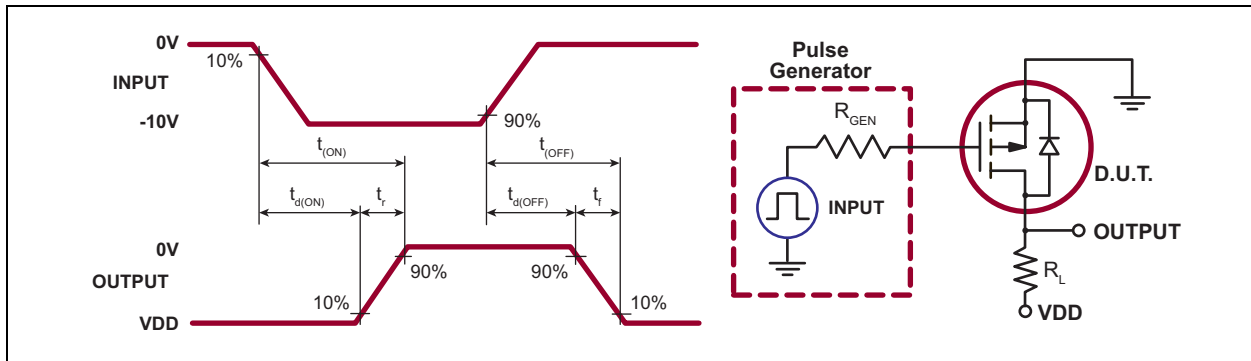 0V
10%
INPUT
-10V
90%
t(ON)
t(OFF)
td(ON)
tr
td(OFF)
tf
0V
OUTPUT
90%
90%
10%
10%
VDD
Pulse
Generator
RGEN
INPUT
D.U.T.
OUTPUT
RL
VDD